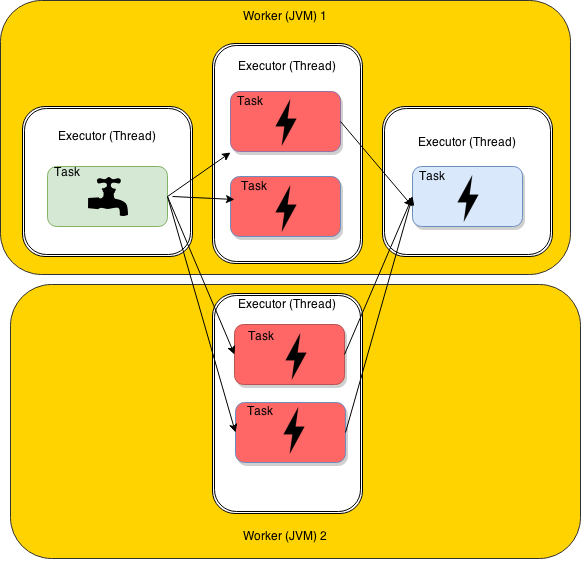 Worker (JVM) 1
Executor (Thread)
Task
Task
Executor (Thread)
Task
Executor (Thread)
Task
Executor (Thread)
Task
Task
Worker (JVM) 2